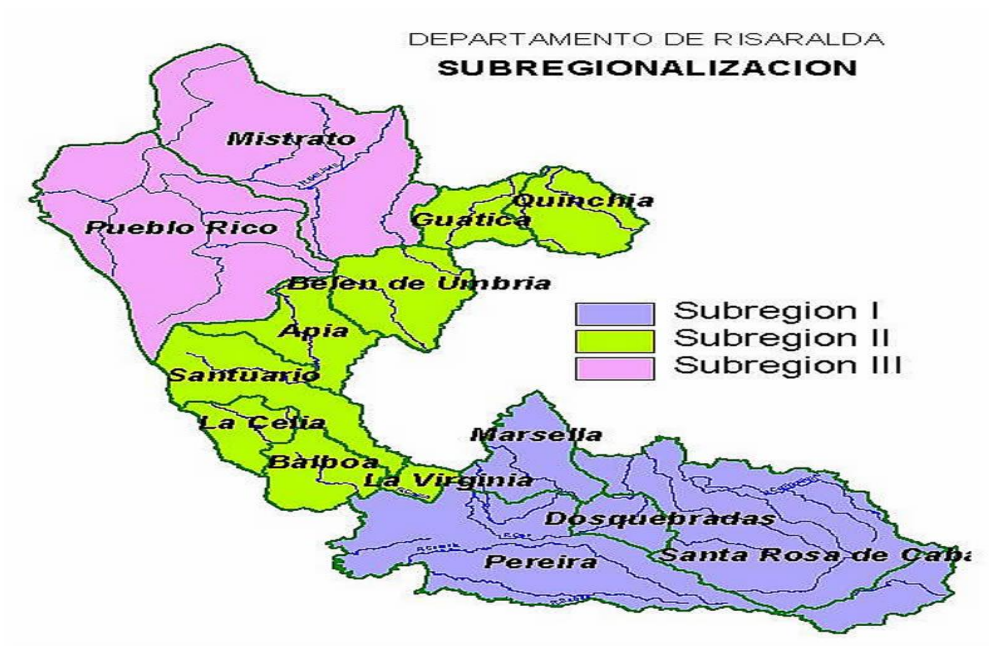 DEPARTAMENTO DE RISARALDA
SUBREGIONALIZACION
Mistrato
Quinchia
Guatica
Pueblo Rico
Belen de Umbria
Subregion I
Apia
Subregion II
Subregion III
Santuario
La Celia
Marsella
Balboa
La Virginia
Dosquebradas
Santa Rosa de Caba
Pereira